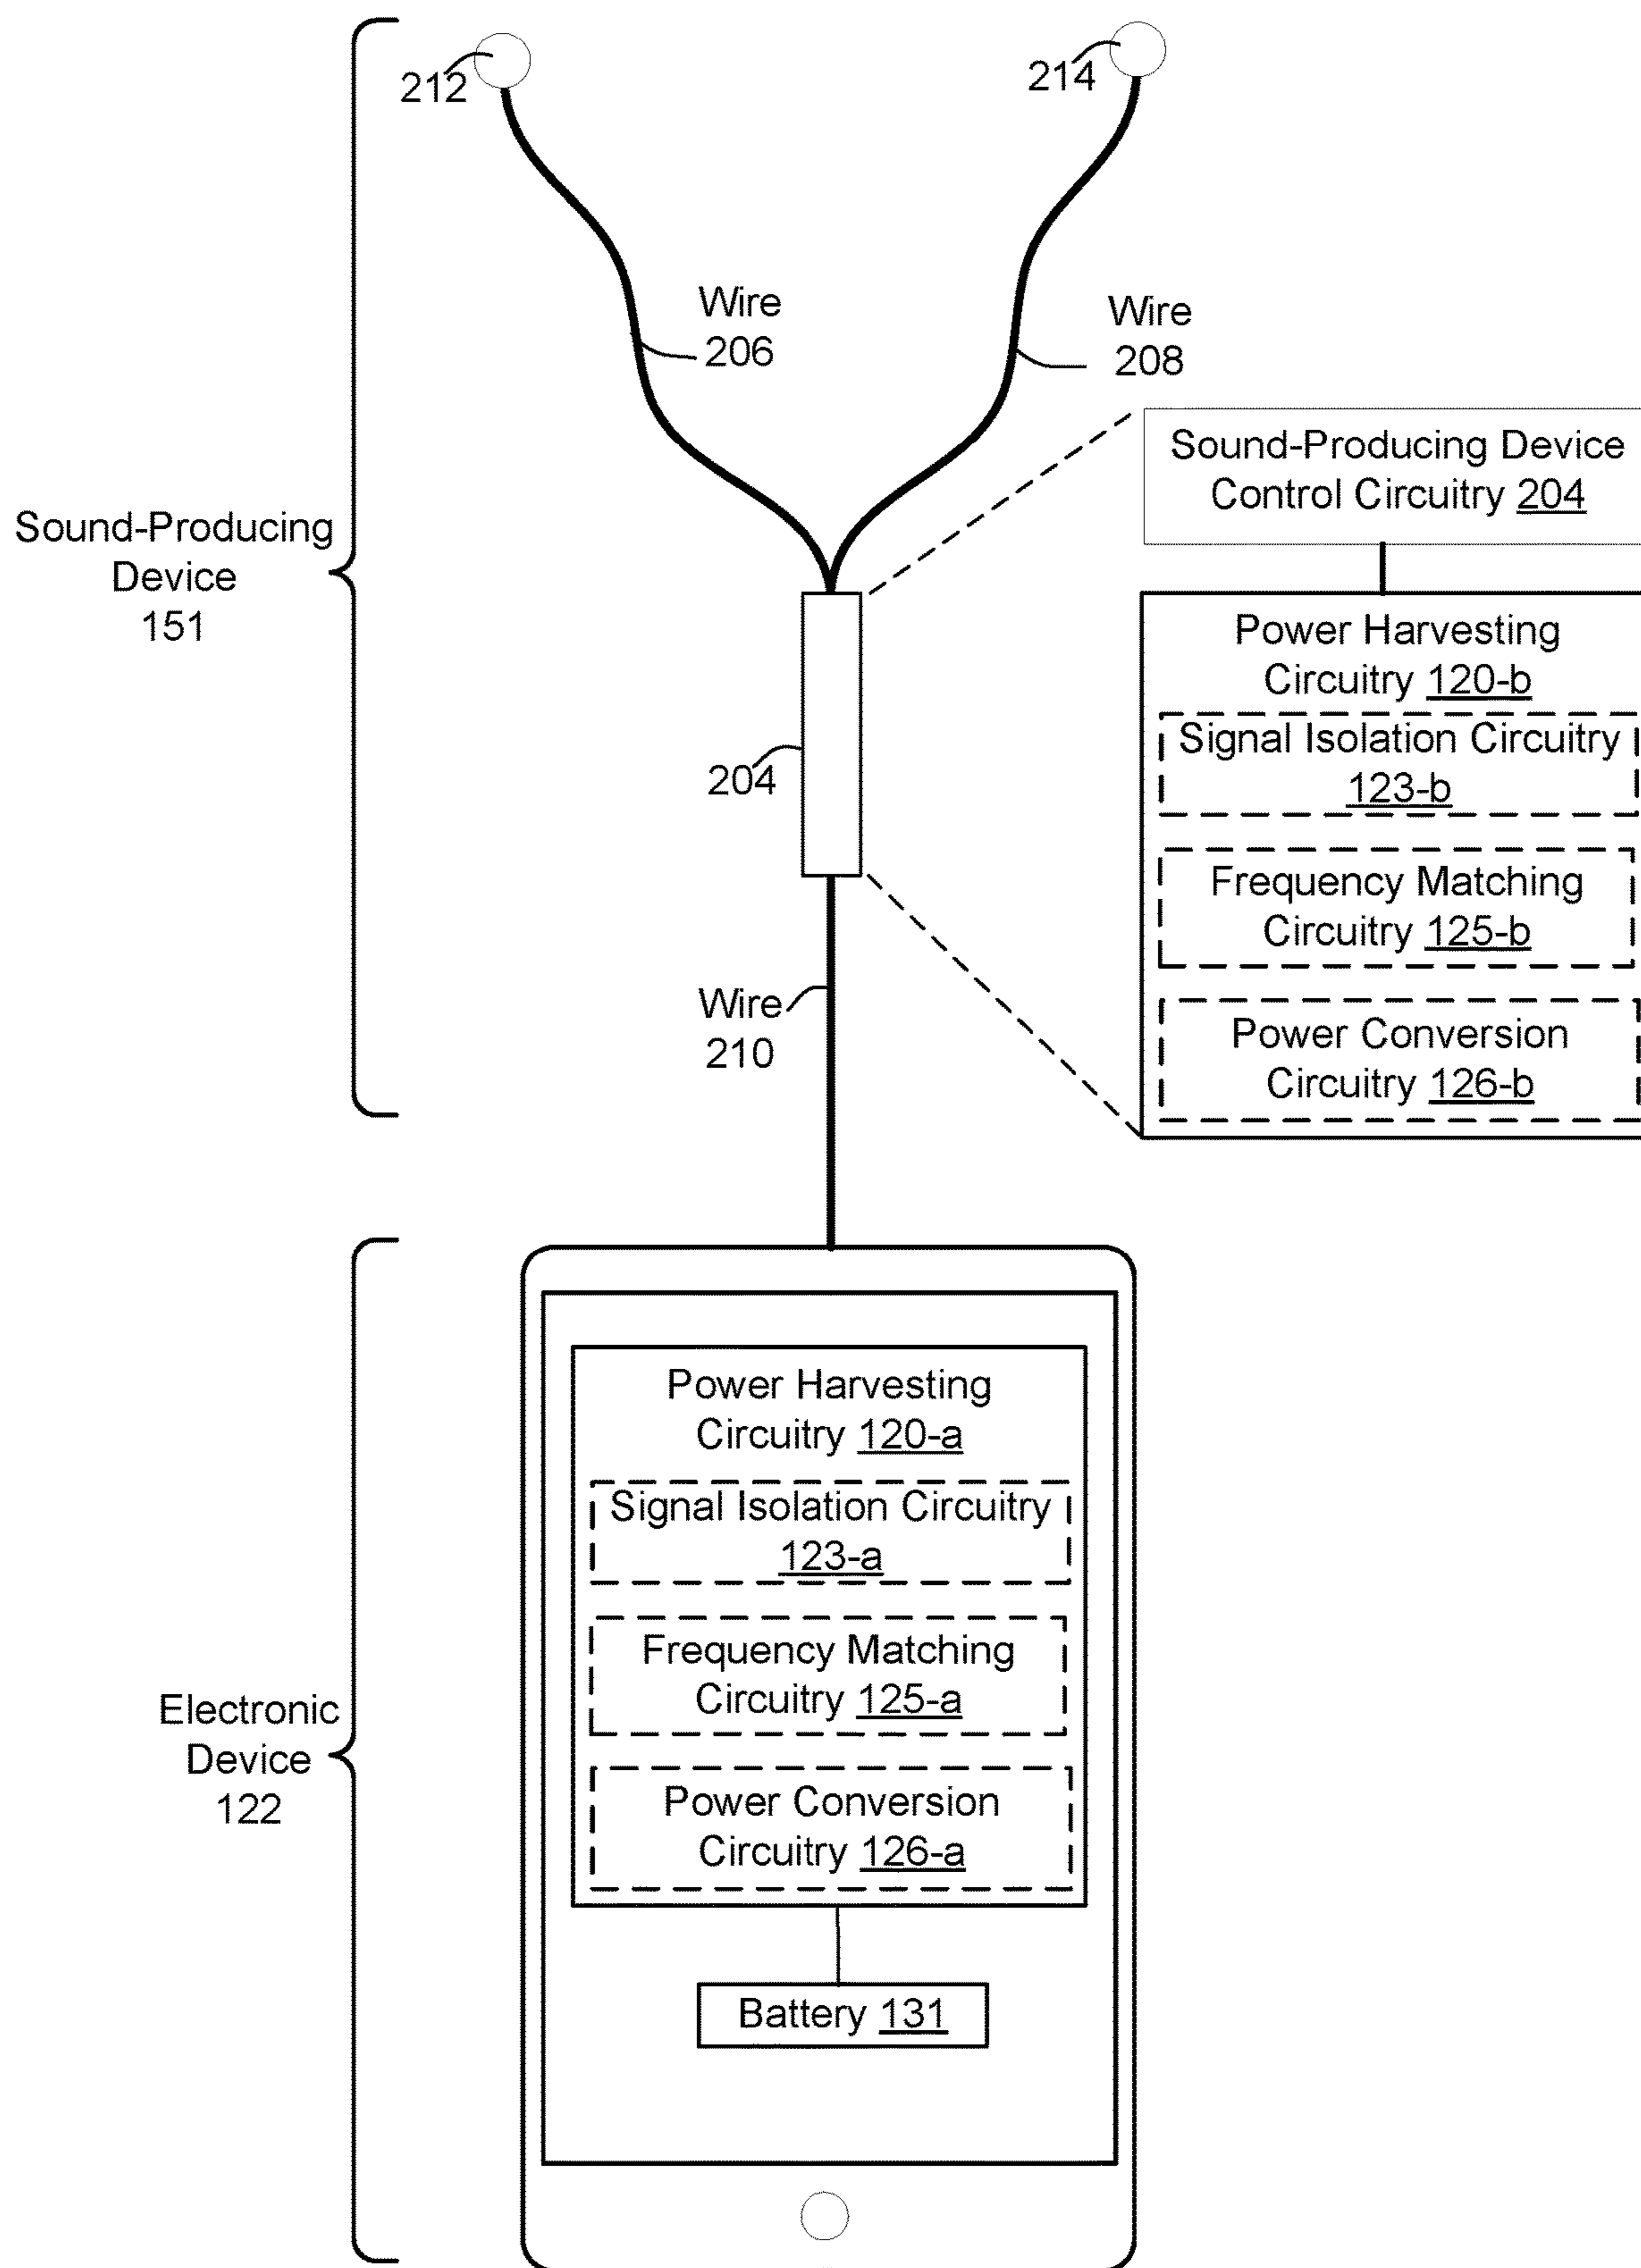 212
214
Wire
206
Wire
208
Sound-Producing Device
Control Circuitry 204
Sound-Producing
Device
151
Power Harvesting
Circuitry 120-b
Signal Isolation Circuitry
123-b
204
Frequency Matching
Circuitry 125-b
Wire
210
Power Conversion
Circuitry 126-b
Power Harvesting
Circuitry 120-a
Signal Isolation Circuitry
123-a
Frequency Matching
Circuitry 125-a
Electronic
Device
122
Power Conversion
Circuitry 126-a
Battery 131